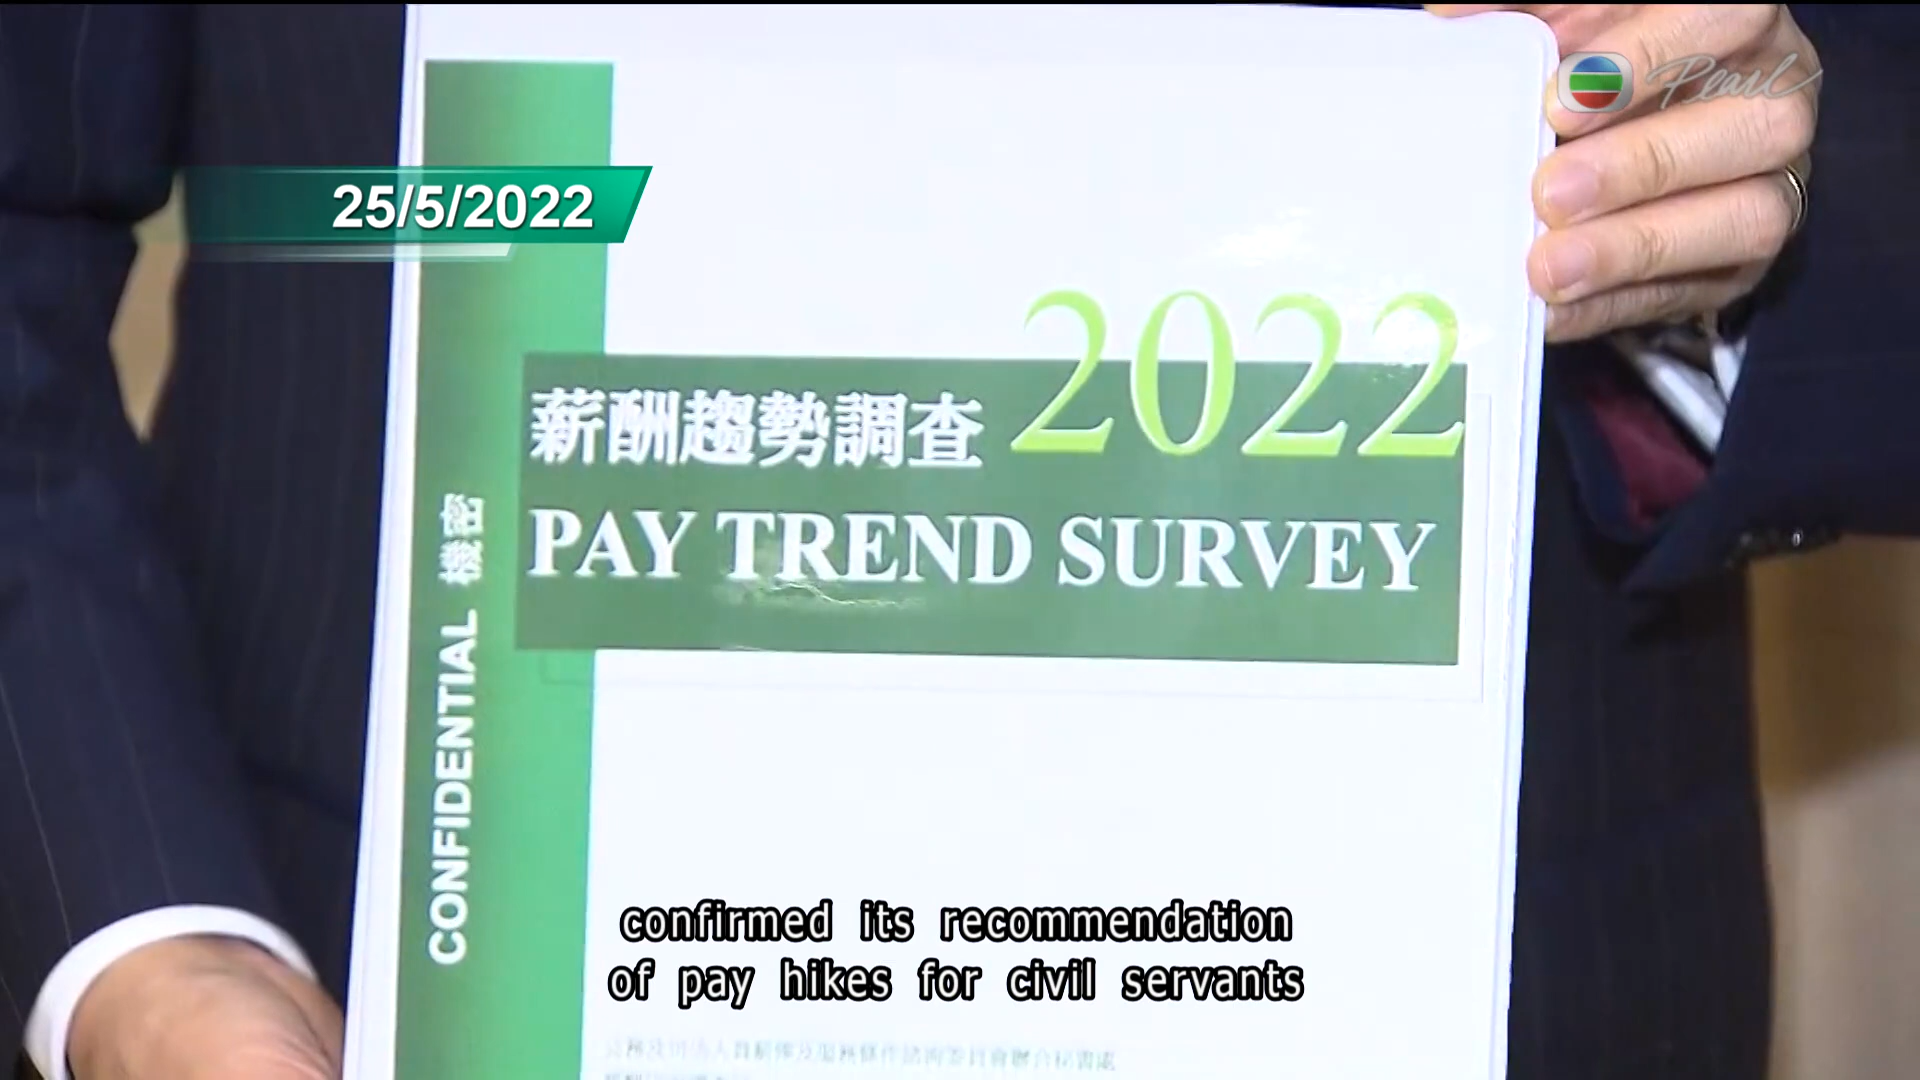 Pearl
25/5/2022
2022
薪酬趨勢調查
PAY TREND SURVEY
CONFIDENTIAL 機密
confirmed its recommendation
of pay hikes for civil servants